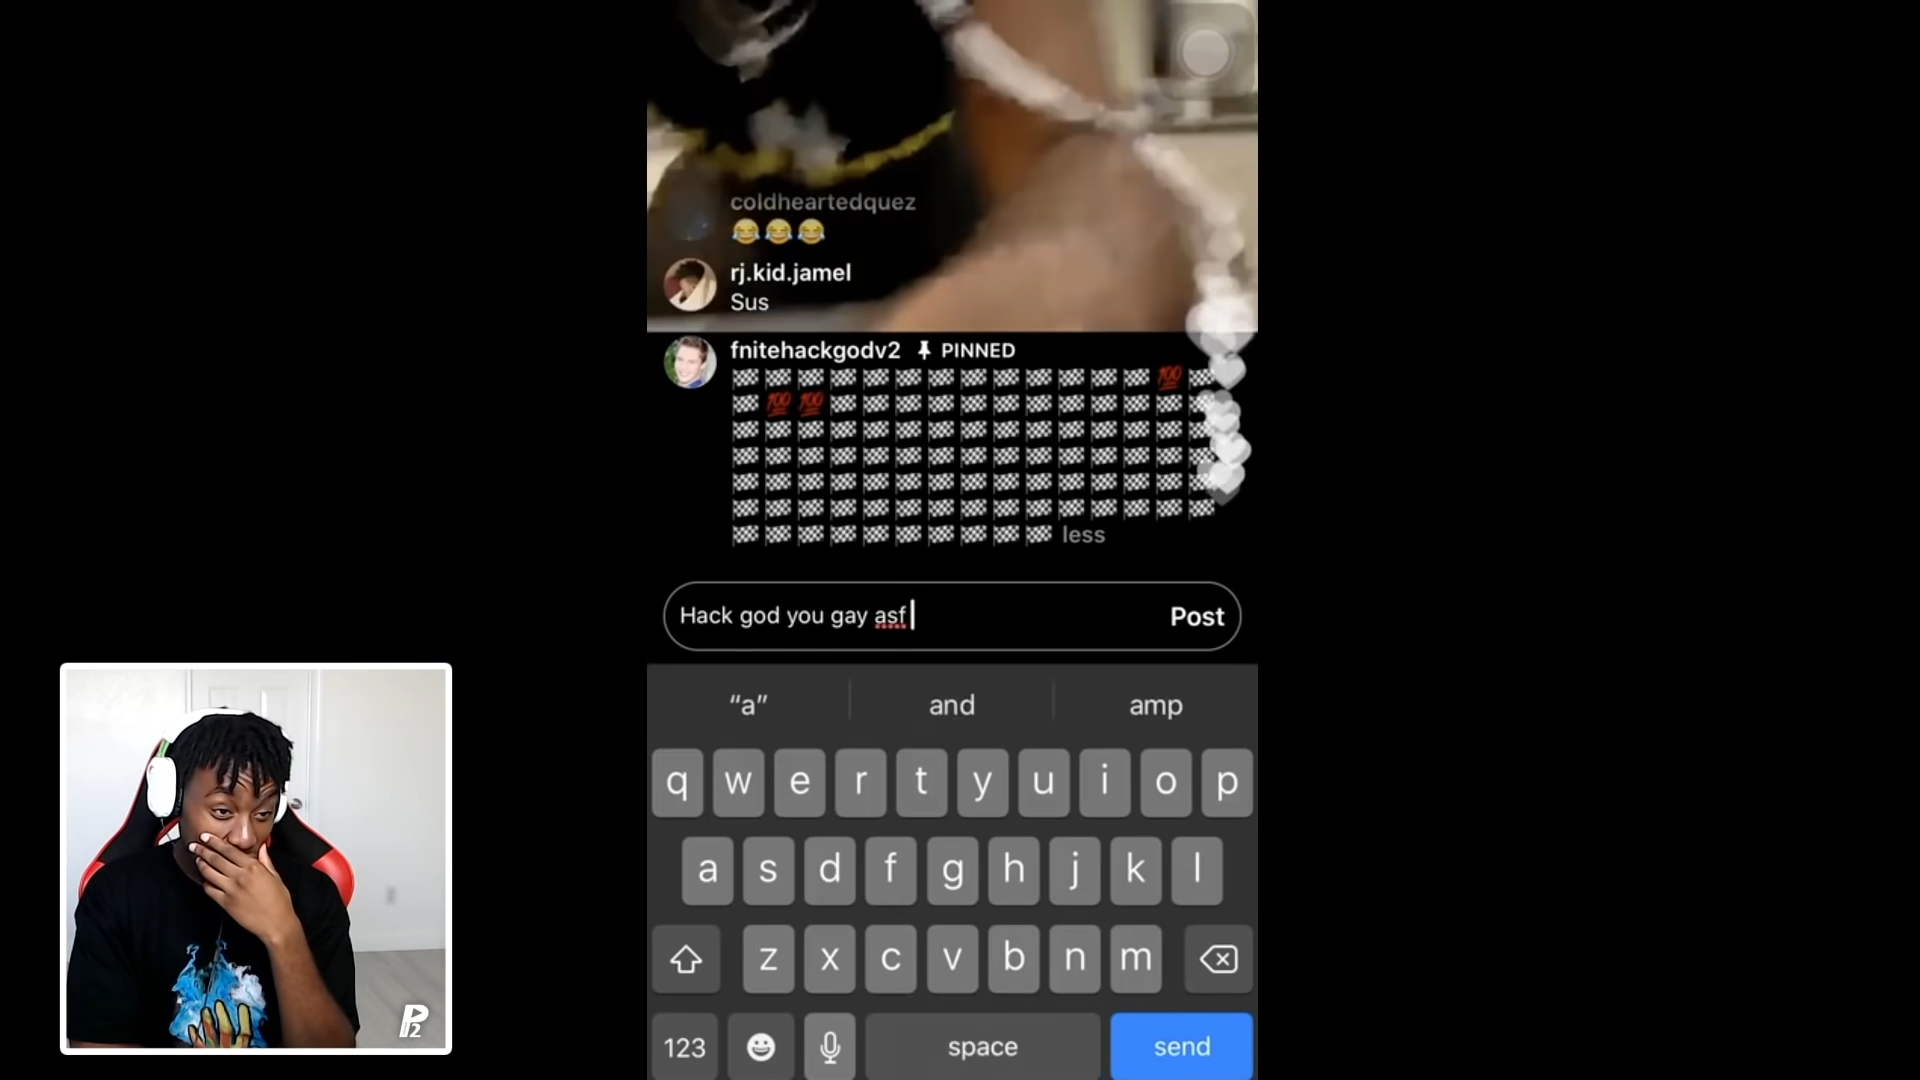 coldheartedquez
😂😂😂
rj.kid.jamel
Sus
fnitehackgodv2 PINNED
🏁🏁🏁🏁🏁🏁🏁🏁🏁🏁🏁🏁🏁💯🏁
🏁💯💯🏁🏁🏁🏁🏁🏁🏁🏁🏁🏁🏁🏁
🏁🏁🏁🏁🏁🏁🏁🏁🏁🏁🏁🏁🏁🏁🏁
🏁🏁🏁🏁🏁🏁🏁🏁🏁🏁🏁🏁🏁🏁🏁
🏁🏁🏁🏁🏁🏁🏁🏁🏁🏁🏁🏁🏁🏁🏁
🏁🏁🏁🏁🏁🏁🏁🏁🏁🏁🏁🏁🏁🏁🏁
🏁🏁🏁🏁🏁🏁🏁🏁🏁🏁 less
Hack god you gay asf Post
“a” and amp
q w e r t y u i o p
a s d f g h j k l
z x c v b n m
123 space send
P2